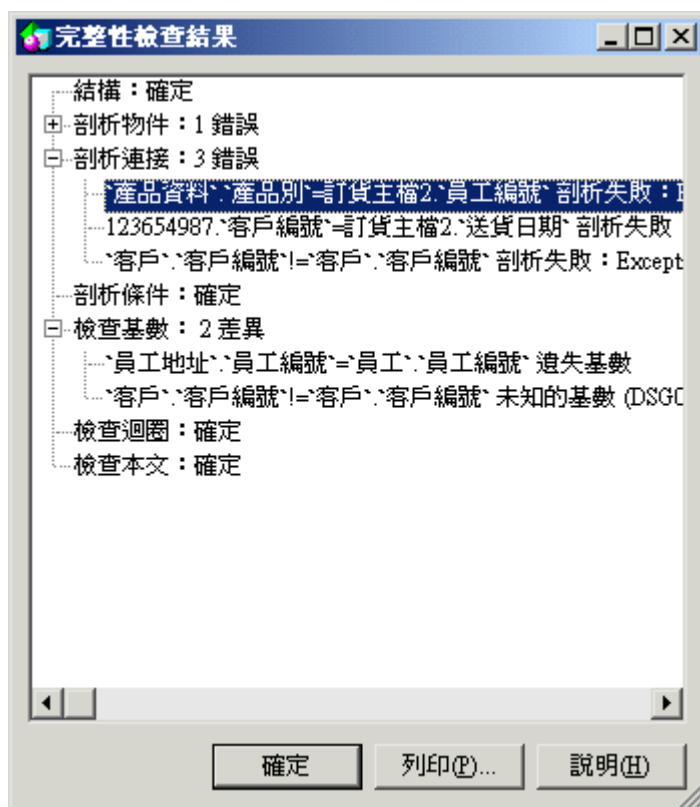 完整性檢查結果
結構：確定
剖析物件：1 錯誤
剖析連接：3 錯誤
`產品資料`.`產品別`=訂貨主檔2.`員工編號` 剖析失敗：E
123654987.`客戶編號`=訂貨主檔2.`送貨日期` 剖析失敗
`客戶`.`客戶編號`!=`客戶`.`客戶編號` 剖析失敗：Except
剖析條件：確定
檢查基數： 2 差異
`員工地址`.`員工編號`=`員工`.`員工編號` 遺失基數
`客戶`.`客戶編號`!=`客戶`.`客戶編號` 未知的基數 (DSGC
檢查迴圈：確定
檢查本文：確定
確定
列印(P)...
說明(H)